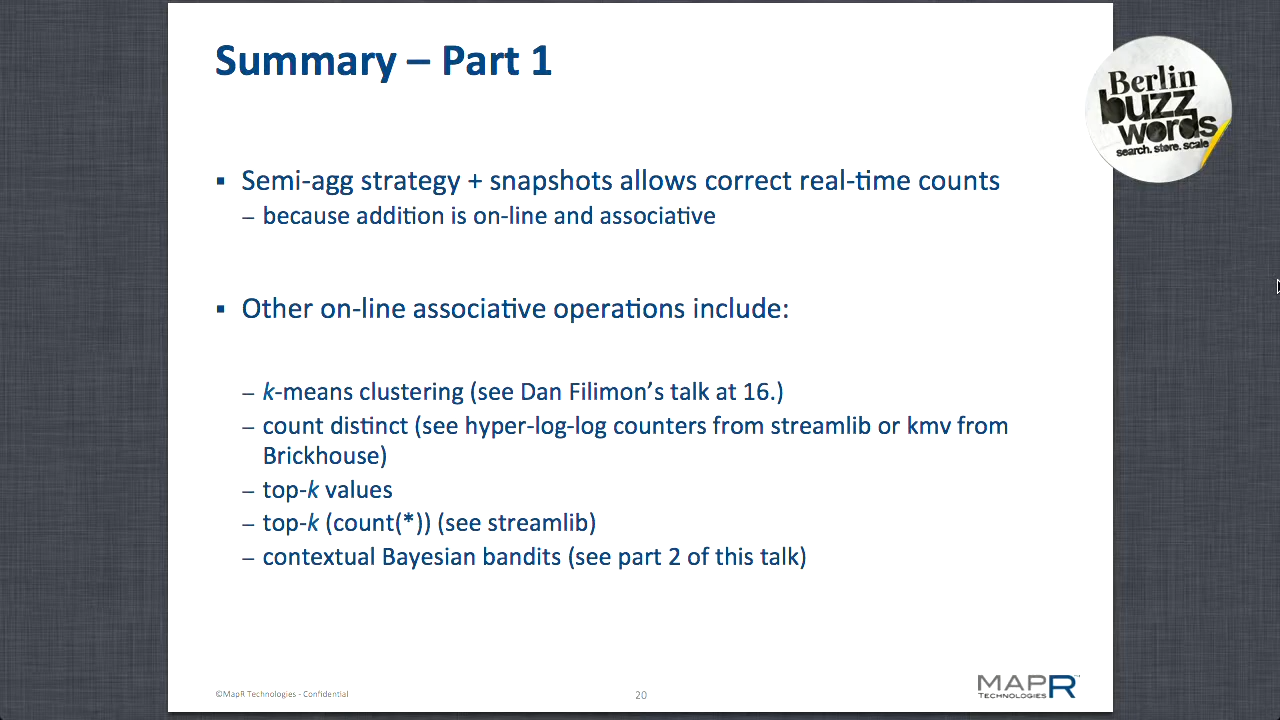 Summary – Part 1
Berlin
buzz
words
search. store. scale
▪ Semi-agg strategy + snapshots allows correct real-time counts
– because addition is on-line and associative
▪ Other on-line associative operations include:
– k-means clustering (see Dan Filimon’s talk at 16.)
– count distinct (see hyper-log-log counters from streamlib or kmv from
Brickhouse)
– top-k values
– top-k (count(*)) (see streamlib)
– contextual Bayesian bandits (see part 2 of this talk)
©MapR Technologies - Confidential
20
MAPR™
TECHNOLOGIES